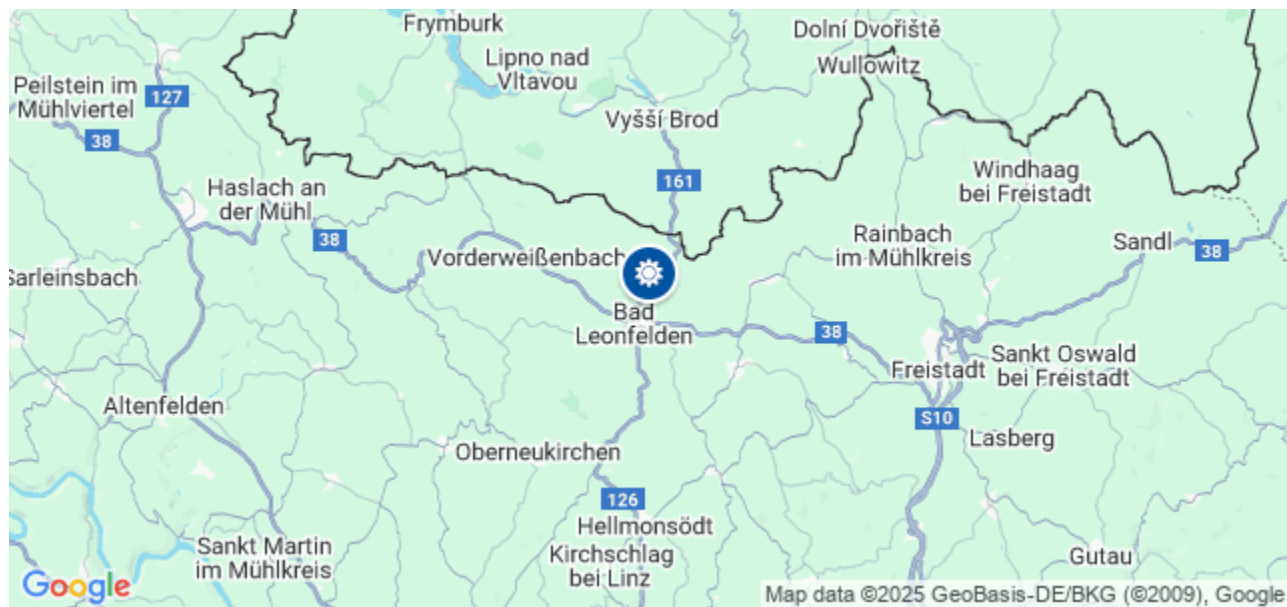 Frymburk
Dolní Dvořiště
Lipno nad
Vltavou
Wullowitz
Peilstein im
Mühlviertel
127
Vyšší Brod
38
161
Windhaag
bei Freistadt
Haslach an
der Mühl
38
Rainbach
im Mühlkreis
Sandl
38
Vorderweißenbach
Sarleinsbach
Bad
Leonfelden
38
Freistadt
Sankt Oswald
bei Freistadt
Altenfelden
S10
Lasberg
Oberneukirchen
126
Hellmonsödt
Sankt Martin
im Mühlkreis
Kirchschlag
bei Linz
Gutau
Google
Map data ©2025 GeoBasis-DE/BKG (©2009), Google